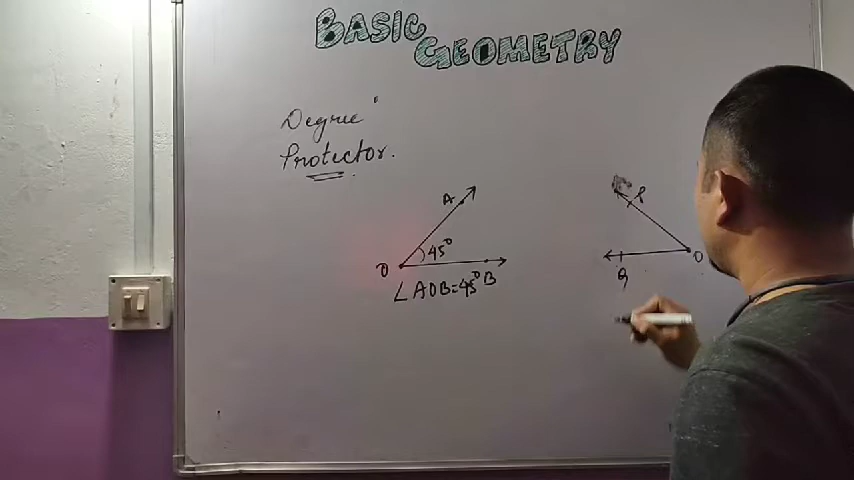 BASIC
GEOMETRY
Degree °
Protector.
A
45°
O
∠AOB=45°
B
O
Q